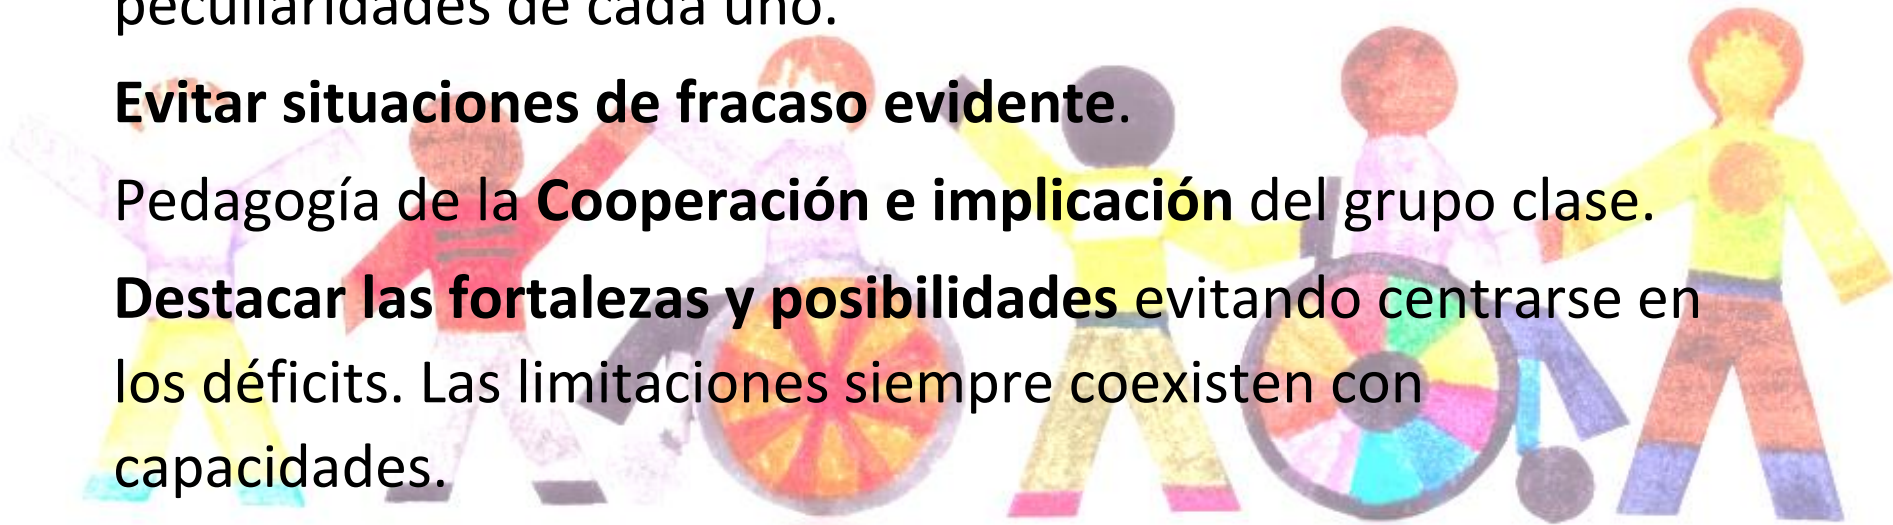 peculiaridades de cada uno.
Evitar situaciones de fracaso evidente.
Pedagogía de la Cooperación e implicación del grupo clase.
Destacar las fortalezas y posibilidades evitando centrarse en
los déficits. Las limitaciones siempre coexisten con
capacidades.